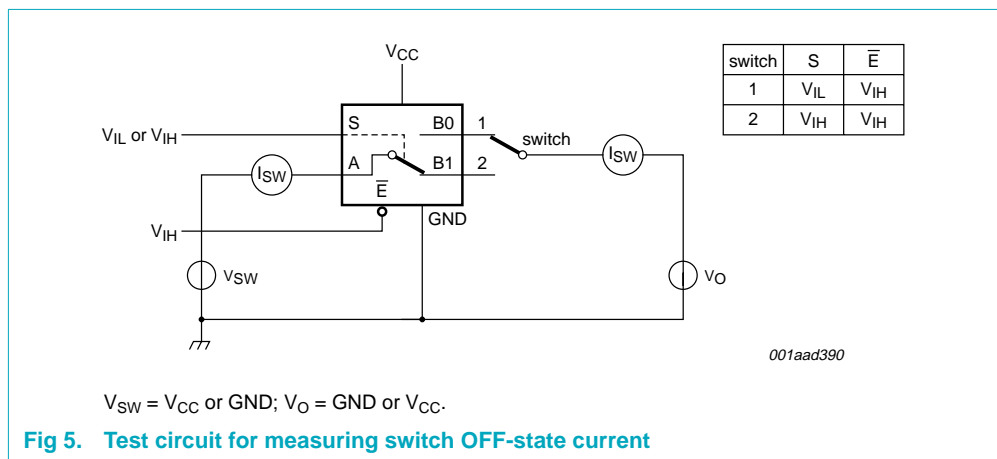 VCC
switch S E̅
1 VIL VIH
2 VIH VIH
VIL or VIH
S B0 1
switch
ISW
A B1 2
ISW
E̅
GND
VIH
VSW
VO
001aad390
VSW = VCC or GND; VO = GND or VCC.
Fig 5. Test circuit for measuring switch OFF-state current